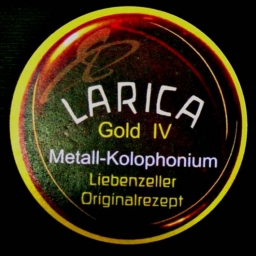 LARICA
Gold IV
Metall-Kolophonium
Liebenzeller
Originalrezept